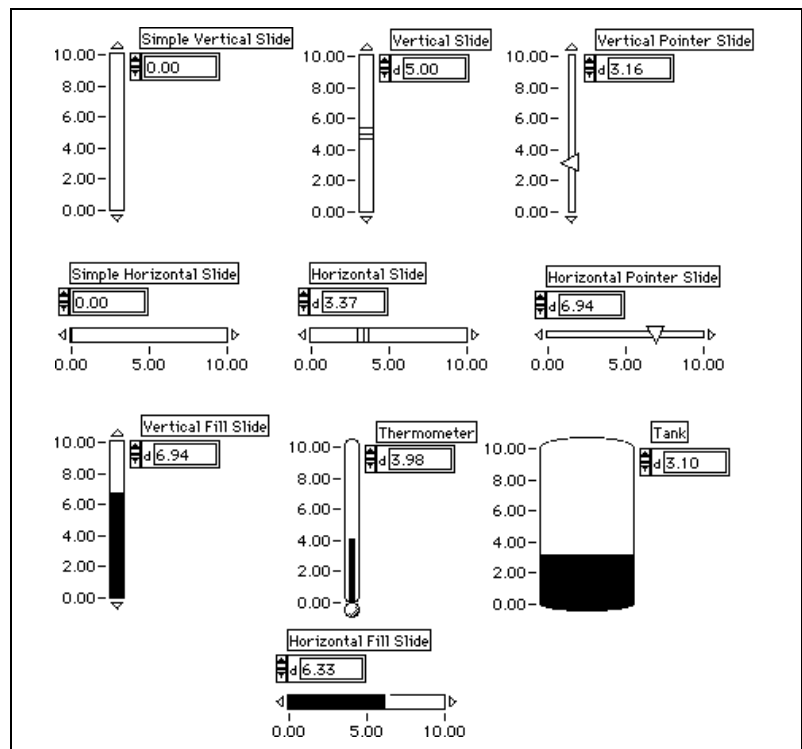 Simple Vertical Slide
0.00
10.00
8.00
6.00
4.00
2.00
0.00
Vertical Slide
d 5.00
10.00
8.00
6.00
4.00
2.00
0.00
Vertical Pointer Slide
d 3.16
10.00
8.00
6.00
4.00
2.00
0.00
Simple Horizontal Slide
0.00
0.00 5.00 10.00
Horizontal Slide
d 3.37
0.00 5.00 10.00
Horizontal Pointer Slide
d 6.94
0.00 5.00 10.00
Vertical Fill Slide
d 6.94
10.00
8.00
6.00
4.00
2.00
0.00
Thermometer
d 3.98
10.00
8.00
6.00
4.00
2.00
0.00
Tank
d 3.10
10.00
8.00
6.00
4.00
2.00
0.00
Horizontal Fill Slide
d 6.33
0.00 5.00 10.00